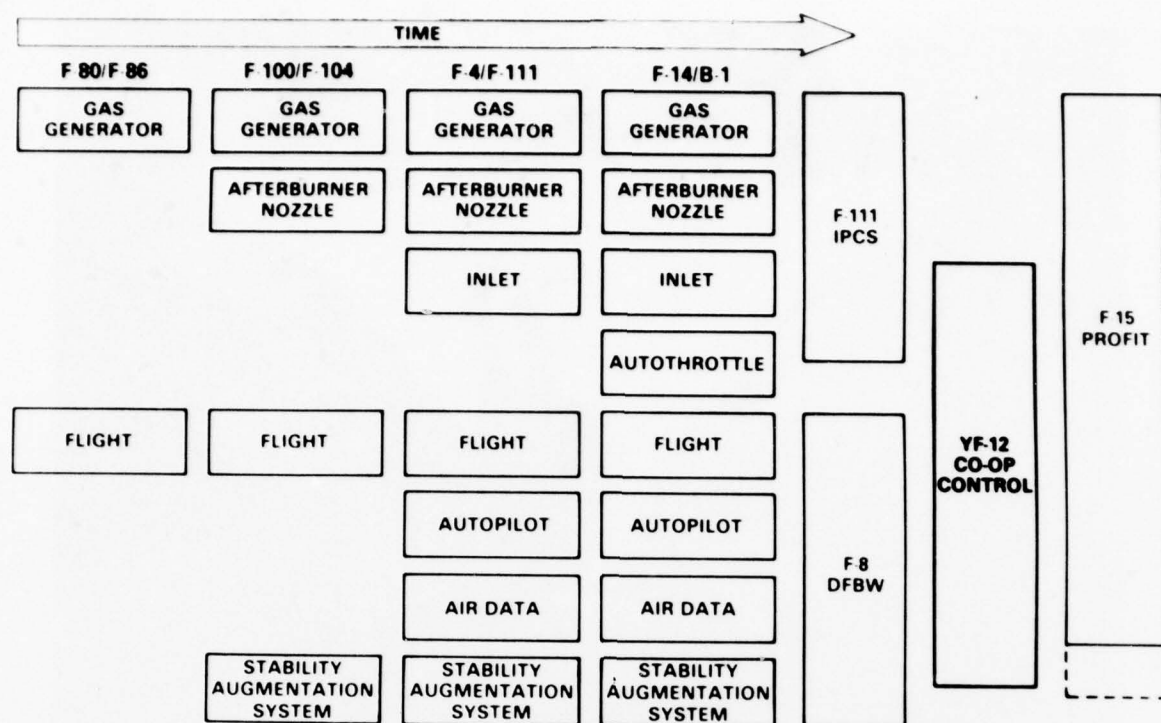 TIME
F-80/F-86
F-100/F-104
F-4/F-111
F-14/B-1
GAS
GENERATOR
GAS
GENERATOR
GAS
GENERATOR
GAS
GENERATOR
AFTERBURNER
NOZZLE
AFTERBURNER
NOZZLE
AFTERBURNER
NOZZLE
F-111
IPCS
INLET
INLET
F-15
PROFIT
AUTOTHROTTLE
FLIGHT
FLIGHT
FLIGHT
FLIGHT
YF-12
CO-OP
CONTROL
AUTOPILOT
AUTOPILOT
F-8
DFBW
AIR DATA
AIR DATA
STABILITY
AUGMENTATION
SYSTEM
STABILITY
AUGMENTATION
SYSTEM
STABILITY
AUGMENTATION
SYSTEM